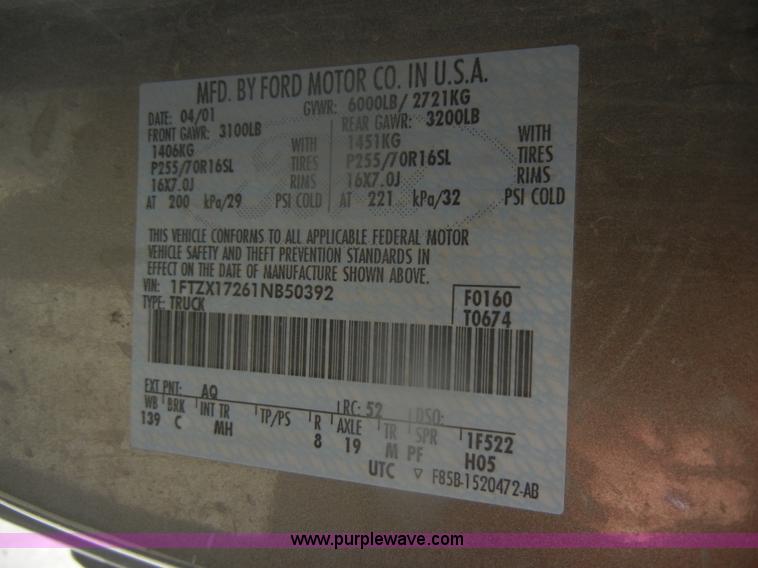 MFD. BY FORD MOTOR CO. IN U.S.A.
DATE: 04/01 GVWR: 6000LB/ 2721KG
FRONT GAWR: 3100LB REAR GAWR: 3200LB
1406KG WITH 1451KG WITH
P255/70R16SL TIRES P255/70R16SL TIRES
16X7.0J RIMS 16X7.0J RIMS
AT 200 kPa/29 PSI COLD AT 221 kPa/32 PSI COLD
THIS VEHICLE CONFORMS TO ALL APPLICABLE FEDERAL MOTOR
VEHICLE SAFETY AND THEFT PREVENTION STANDARDS IN
EFFECT ON THE DATE OF MANUFACTURE SHOWN ABOVE.
VIN: 1FTZX17261NB50392 F0160
TYPE: TRUCK T0674
EXT PNT: AQ RC: 52 DSO:
WB BRK INT TR TP/PS R AXLE TR SPR 1F522
139 C MH 8 19 M PF H05
UTC ▽ F85B-1520472-AB
www.purplewave.com